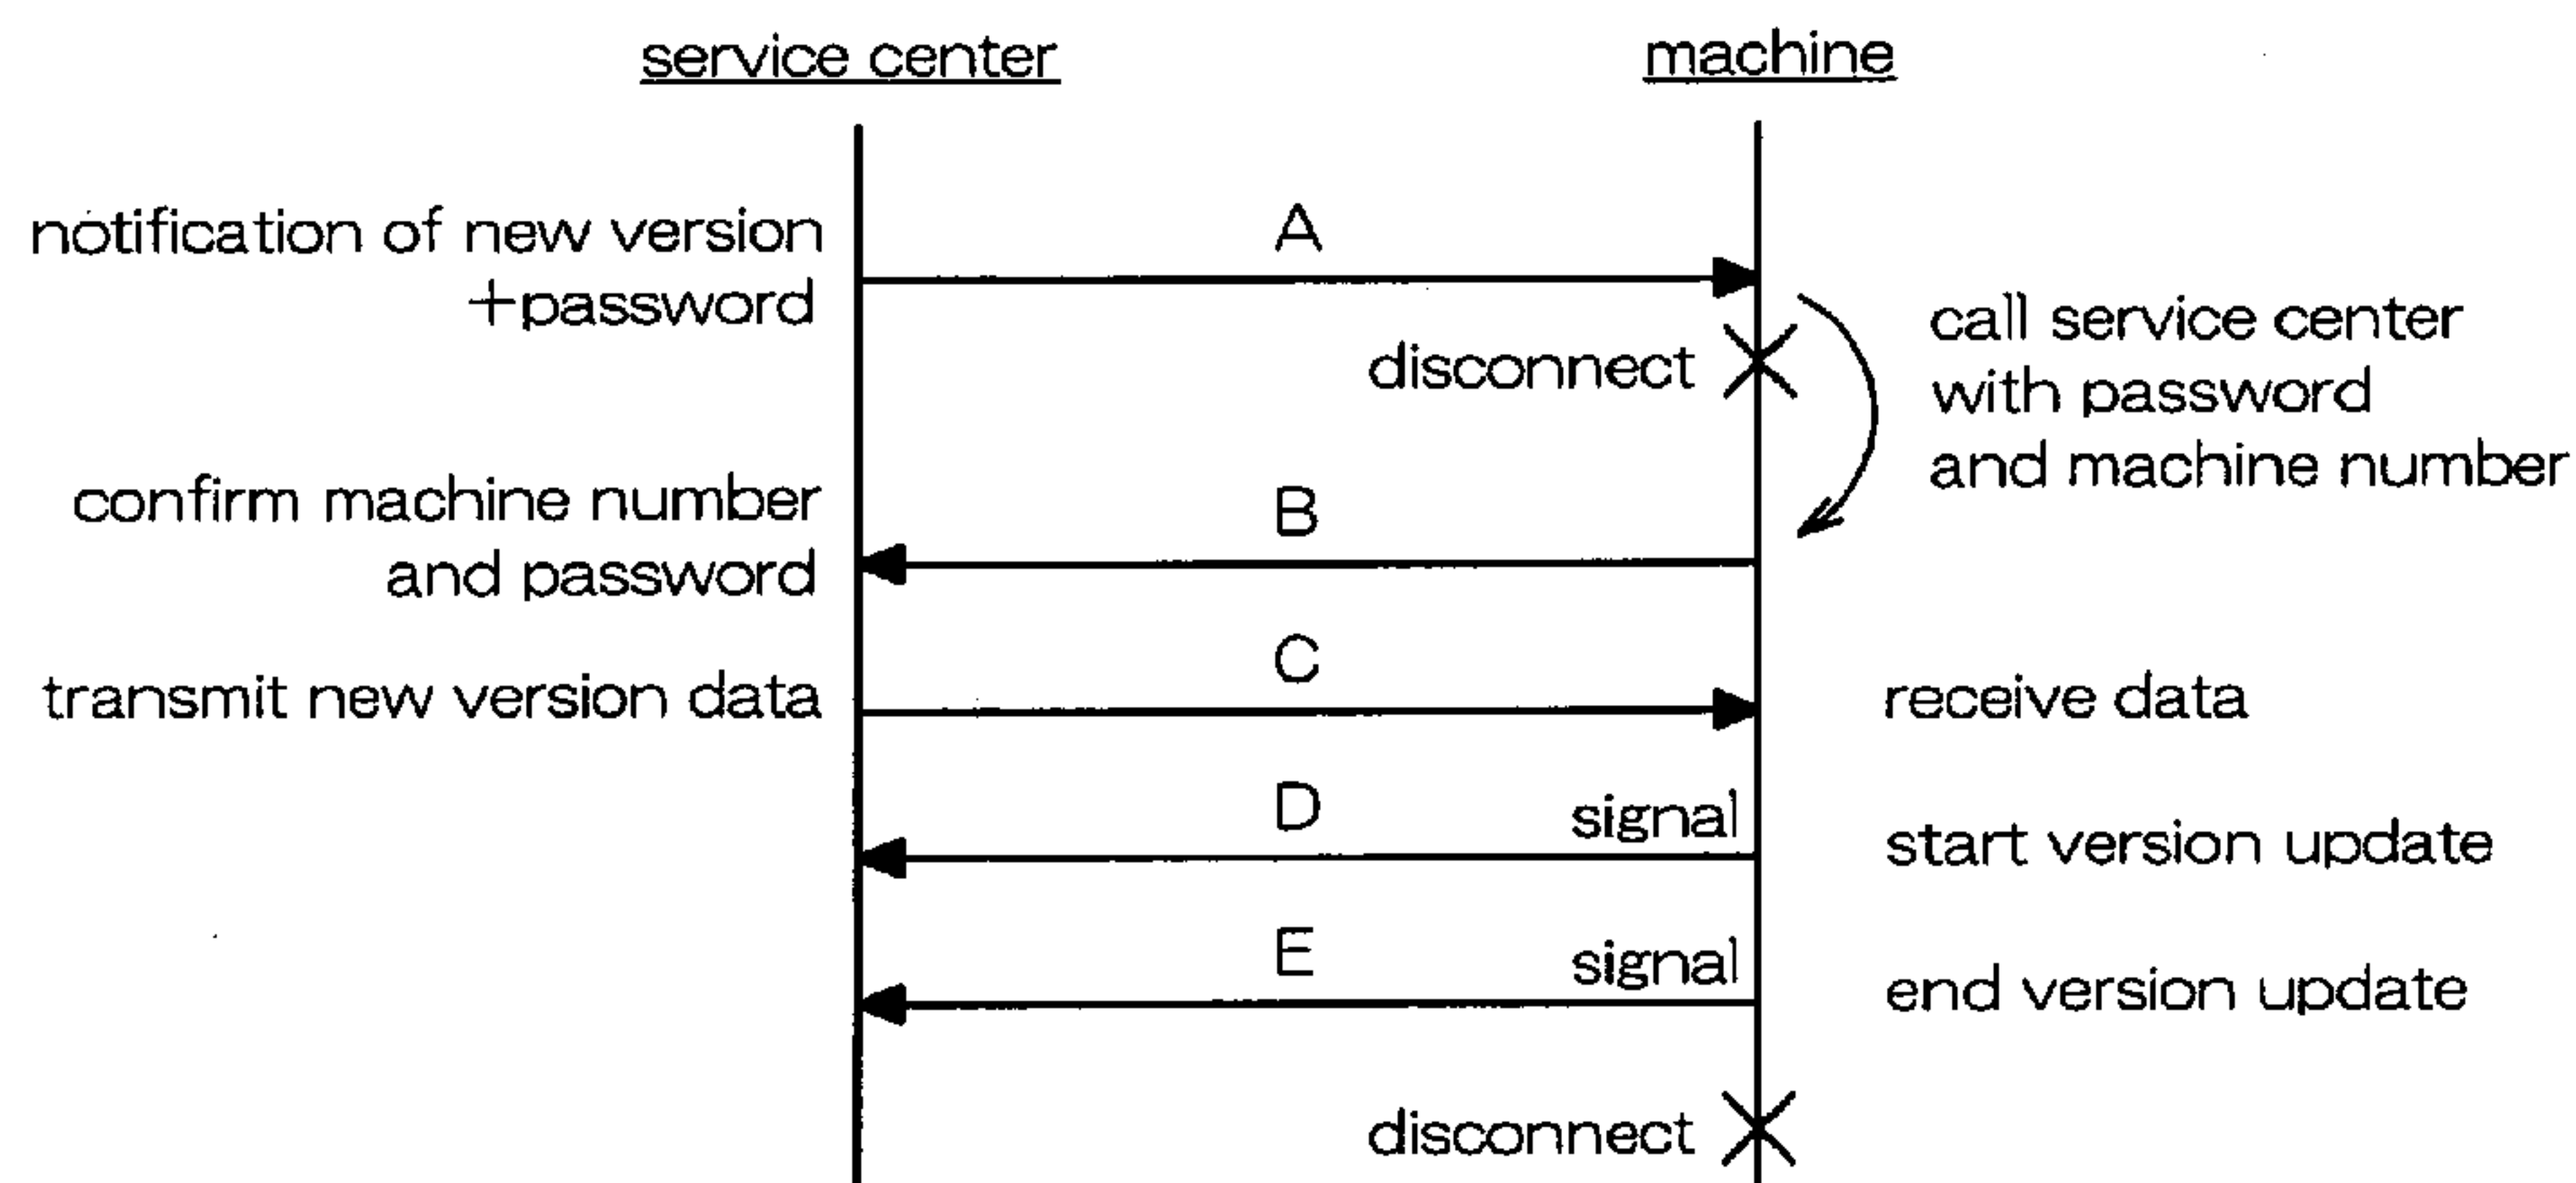 service center
machine
notification of new version
+password
A
disconnect
call service center
with password
and machine number
confirm machine number
and password
B
transmit new version data
C
receive data
D
signal
start version update
E
signal
end version update
disconnect